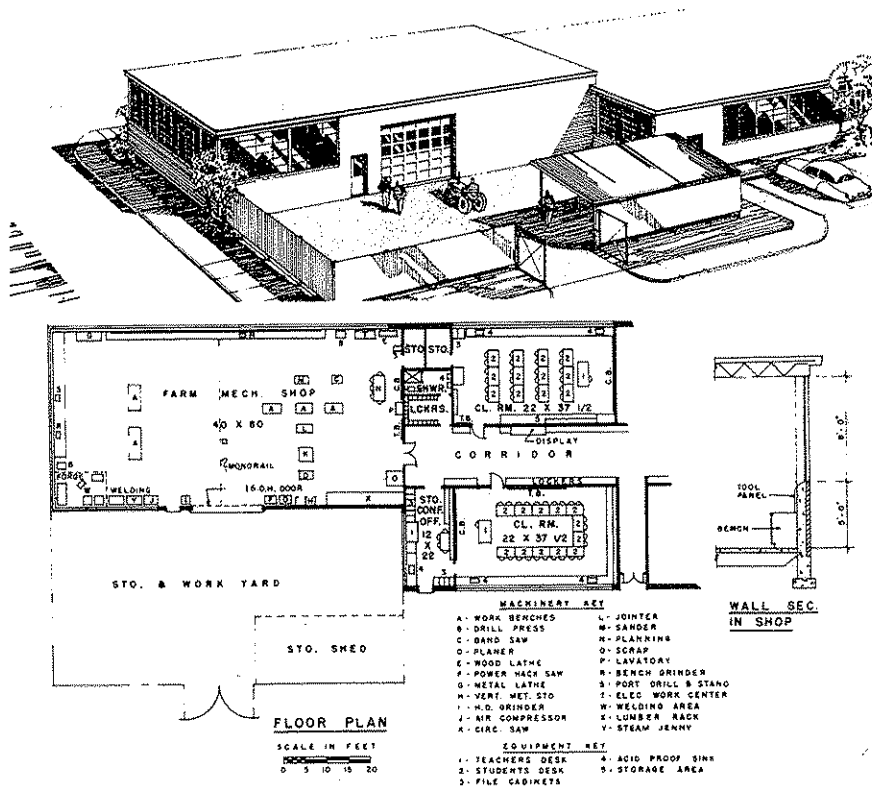 STO. STO.
SHWR.
LCKRS.
C.B.
T.B.
FARM MECH. SHOP
40 X 80
MONORAIL
16 O.H. DOOR
FORGE
WELDING
CL. RM. 22 X 37 1/2
C.B.
T.B.
DISPLAY
CORRIDOR
LOCKERS
T.B.
STO.
CONF.
OFF.
12
X
22
C.B.
CL. RM.
22 X 37 1/2
STO. & WORK YARD
STO. SHED
FLOOR PLAN
SCALE IN FEET
0 5 10 15 20
TOOL
PANEL
BENCH
8'-0"
5'-0"
WALL SEC.
IN SHOP
MACHINERY KEY
A - WORK BENCHES
B - DRILL PRESS
C - BAND SAW
D - PLANER
E - WOOD LATHE
F - POWER HACK SAW
G - METAL LATHE
H - VERT. MET. STO
I - H.D. GRINDER
J - AIR COMPRESSOR
K - CIRC. SAW
L - JOINTER
M - SANDER
N - PLANNING
O - SCRAP
P - LAVATORY
R - BENCH GRINDER
S - PORT DRILL & STAND
T - ELEC WORK CENTER
W - WELDING AREA
X - LUMBER RACK
Y - STEAM JENNY
EQUIPMENT KEY
1 - TEACHERS DESK
2 - STUDENTS DESK
3 - FILE CABINETS
4 - ACID PROOF SINK
5 - STORAGE AREA